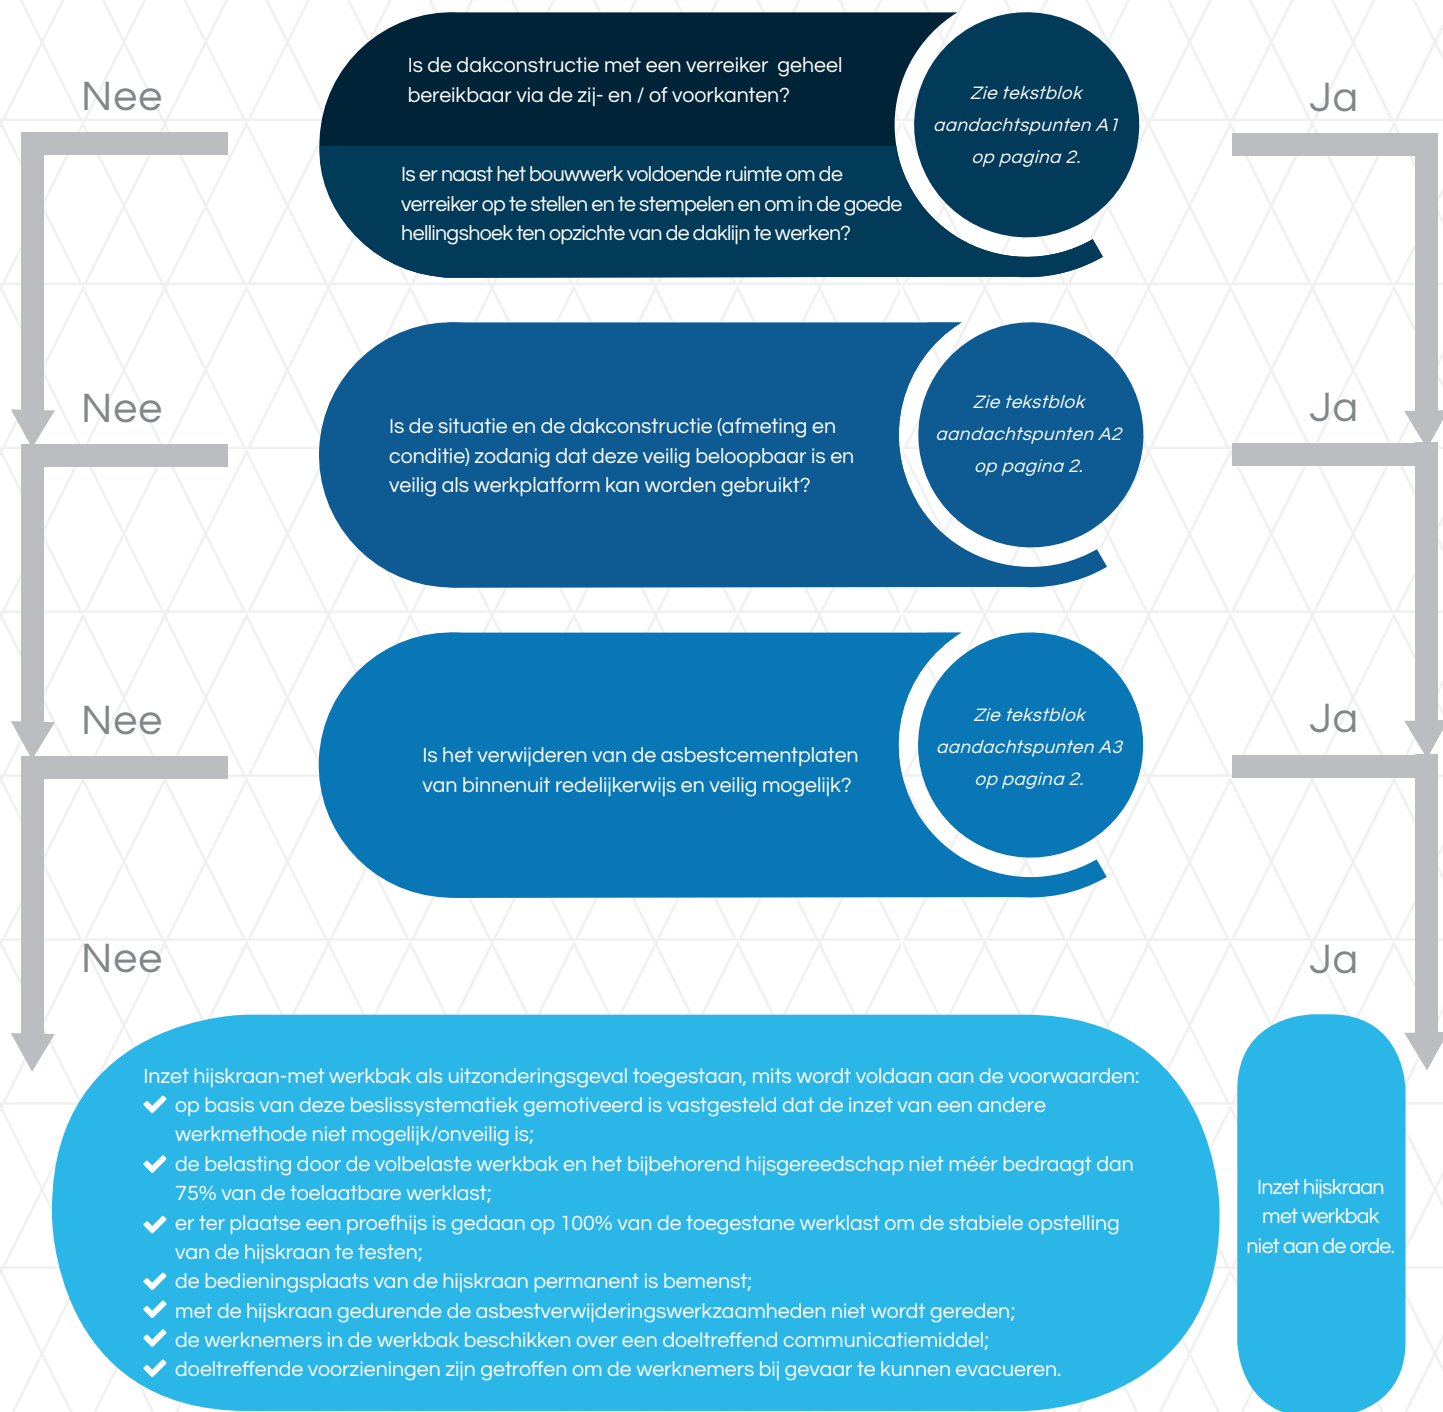 Nee
Is de dakconstructie met een verreiker geheel
bereikbaar via de zij- en / of voorkanten?
Is er naast het bouwwerk voldoende ruimte om de
verreiker op te stellen en te stempelen en om in de goede
hellingshoek ten opzichte van de daklijn te werken?
Zie tekstblok
aandachtspunten A1
op pagina 2.
Ja
Nee
Is de situatie en de dakconstructie (afmeting en
conditie) zodanig dat deze veilig beloopbaar is en
veilig als werkplatform kan worden gebruikt?
Zie tekstblok
aandachtspunten A2
op pagina 2.
Ja
Nee
Is het verwijderen van de asbestcementplaten
van binnenuit redelijkerwijs en veilig mogelijk?
Zie tekstblok
aandachtspunten A3
op pagina 2.
Ja
Nee
Ja
Inzet hijskraan-met werkbak als uitzonderingsgeval toegestaan, mits wordt voldaan aan de voorwaarden:
✔ op basis van deze beslissystematiek gemotiveerd is vastgesteld dat de inzet van een andere
werkmethode niet mogelijk/onveilig is;
✔ de belasting door de volbelaste werkbak en het bijbehorend hijsgereedschap niet méér bedraagt dan
75% van de toelaatbare werklast;
✔ er ter plaatse een proefhijs is gedaan op 100% van de toegestane werklast om de stabiele opstelling
van de hijskraan te testen;
✔ de bedieningsplaats van de hijskraan permanent is bemenst;
✔ met de hijskraan gedurende de asbestverwijderingswerkzaamheden niet wordt gereden;
✔ de werknemers in de werkbak beschikken over een doeltreffend communicatiemiddel;
✔ doeltreffende voorzieningen zijn getroffen om de werknemers bij gevaar te kunnen evacueren.
Inzet hijskraan
met werkbak
niet aan de orde.